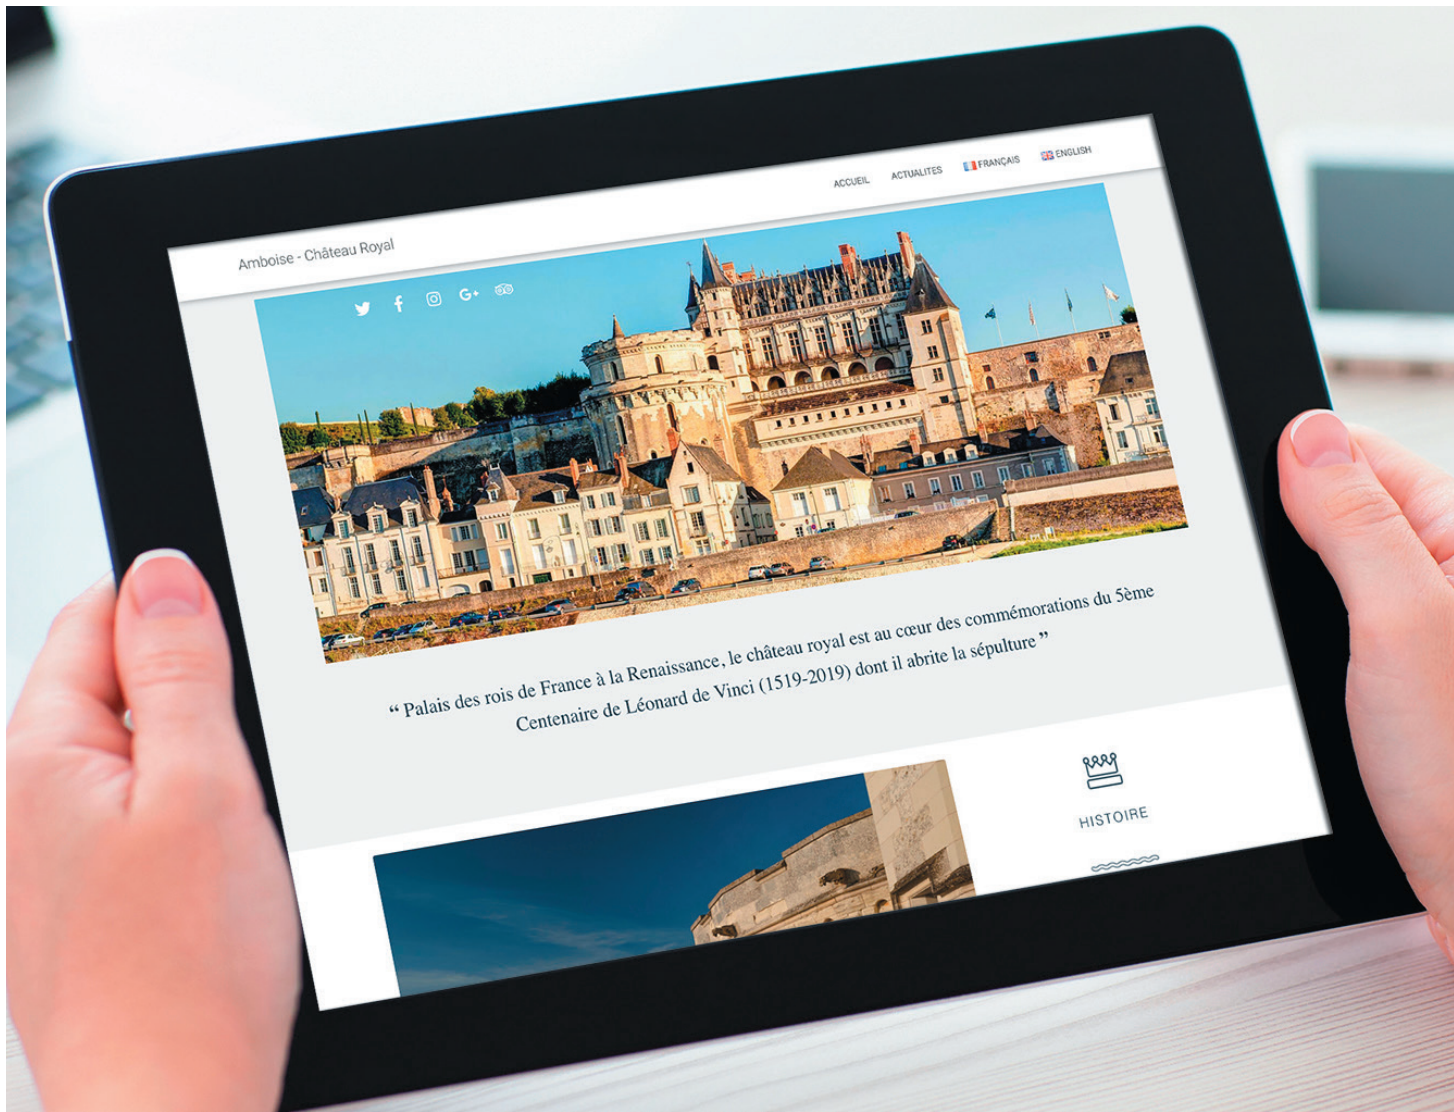 Amboise - Château Royal
ACCUEIL ACTUALITES FRANÇAIS ENGLISH
“ Palais des rois de France à la Renaissance, le château royal est au cœur des commémorations du 5ème
Centenaire de Léonard de Vinci (1519-2019) dont il abrite la sépulture ”
HISTOIRE